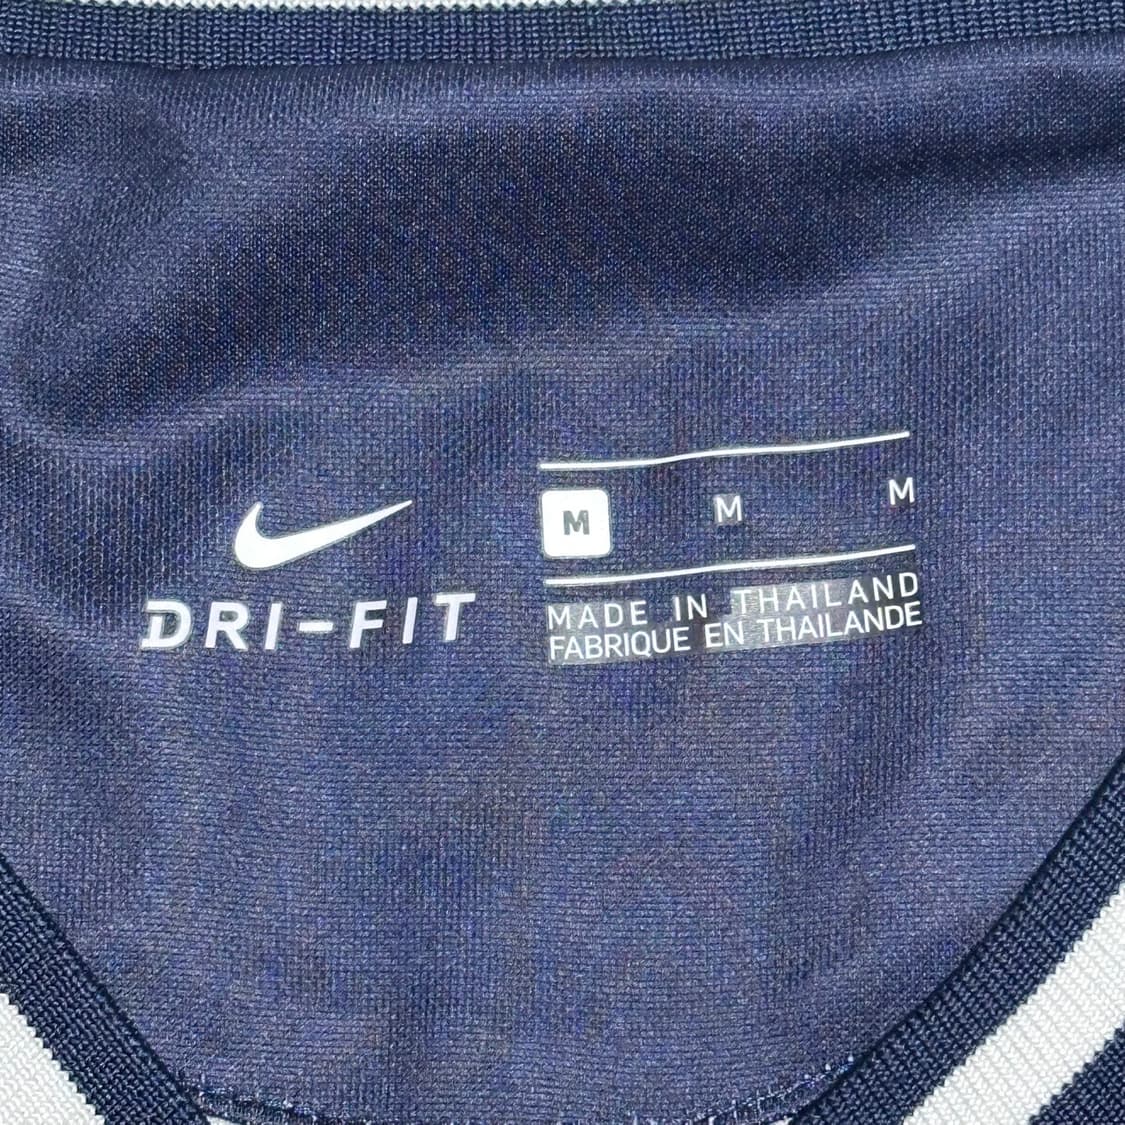 DRI-FIT
M M M
MADE IN THAILAND
FABRIQUE EN THAILANDE